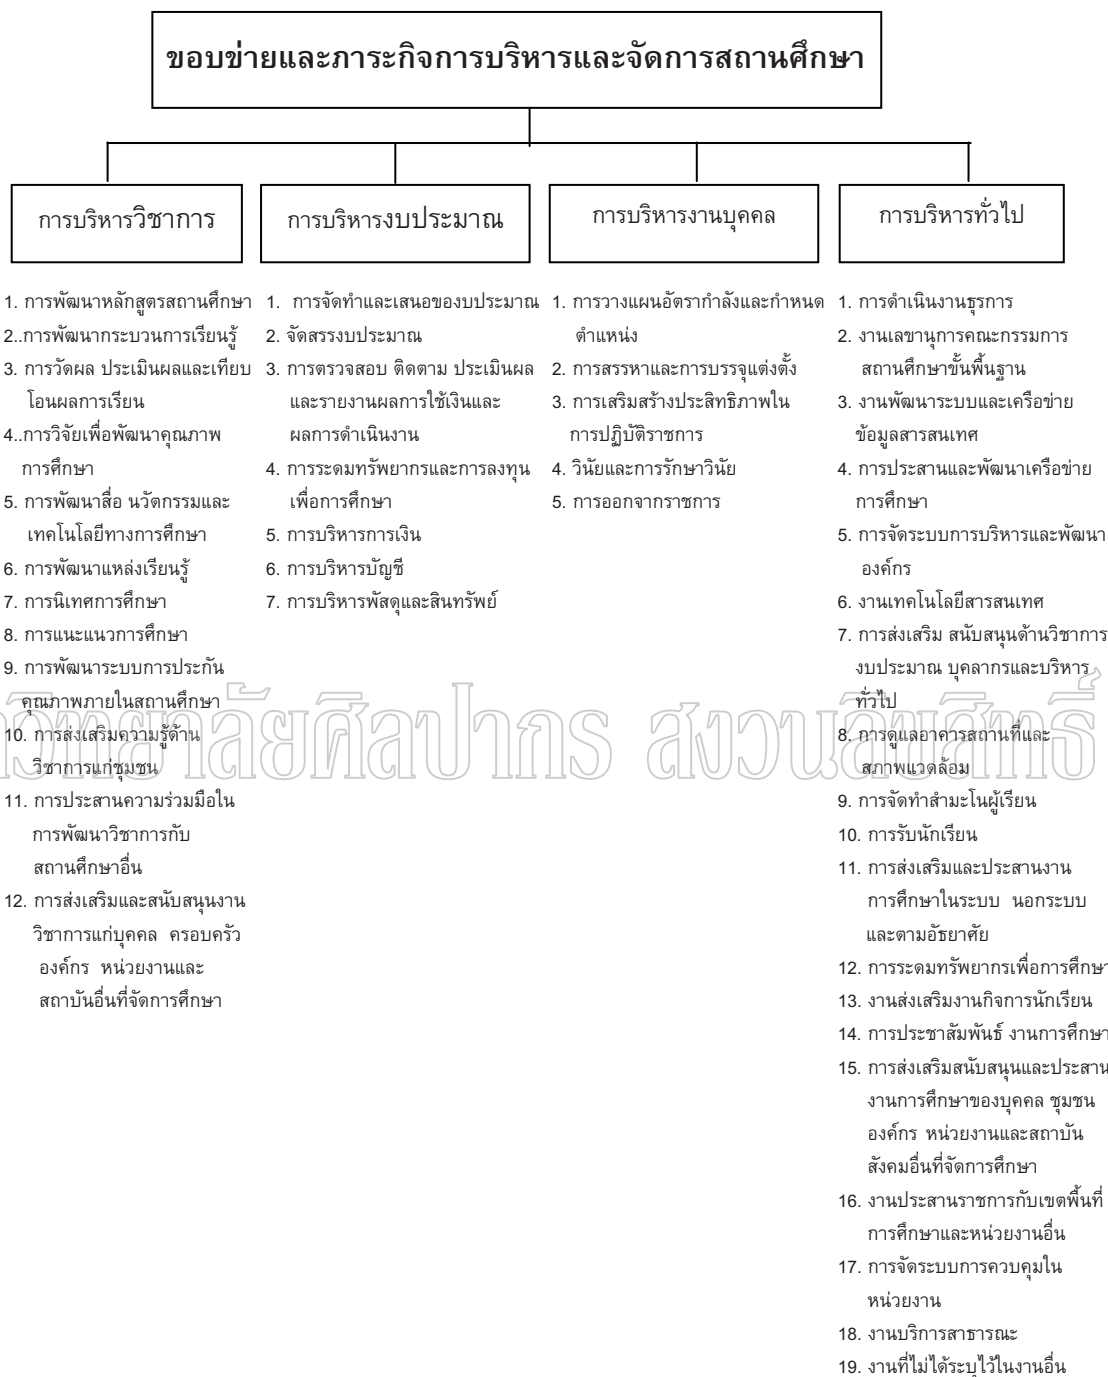 ขอบข่ายและภาระกิจการบริหารและจัดการสถานศึกษา
การบริหารวิชาการ
1. การพัฒนาหลักสูตรสถานศึกษา
2..การพัฒนากระบวนการเรียนรู้
3. การวัดผล ประเมินผลและเทียบ
โอนผลการเรียน
4..การวิจัยเพื่อพัฒนาคุณภาพ
การศึกษา
5. การพัฒนาสื่อ นวัตกรรมและ
เทคโนโลยีทางการศึกษา
6. การพัฒนาแหล่งเรียนรู้
7. การนิเทศการศึกษา
8. การแนะแนวการศึกษา
9. การพัฒนาระบบการประกัน
คุณภาพภายในสถานศึกษา
10. การส่งเสริมความรู้ด้าน
วิชาการแก่ชุมชน
11. การประสานความร่วมมือใน
การพัฒนาวิชาการกับ
สถานศึกษาอื่น
12. การส่งเสริมและสนับสนุนงาน
วิชาการแก่บุคคล ครอบครัว
องค์กร หน่วยงานและ
สถาบันอื่นที่จัดการศึกษา
การบริหารงบประมาณ
1. การจัดทำและเสนอของบประมาณ
2. จัดสรรงบประมาณ
3. การตรวจสอบ ติดตาม ประเมินผล
และรายงานผลการใช้เงินและ
ผลการดำเนินงาน
4. การระดมทรัพยากรและการลงทุน
เพื่อการศึกษา
5. การบริหารการเงิน
6. การบริหารบัญชี
7. การบริหารพัสดุและสินทรัพย์
การบริหารงานบุคคล
1. การวางแผนอัตรากำลังและกำหนด
ตำแหน่ง
2. การสรรหาและการบรรจุแต่งตั้ง
3. การเสริมสร้างประสิทธิภาพใน
การปฏิบัติราชการ
4. วินัยและการรักษาวินัย
5. การออกจากราชการ
การบริหารทั่วไป
1. การดำเนินงานธุรการ
2. งานเลขานุการคณะกรรมการ
สถานศึกษาขั้นพื้นฐาน
3. งานพัฒนาระบบและเครือข่าย
ข้อมูลสารสนเทศ
4. การประสานและพัฒนาเครือข่าย
การศึกษา
5. การจัดระบบการบริหารและพัฒนา
องค์กร
6. งานเทคโนโลยีสารสนเทศ
7. การส่งเสริม สนับสนุนด้านวิชาการ
งบประมาณ บุคลากรและบริหาร
ทั่วไป
8. การดูแลอาคารสถานที่และ
สภาพแวดล้อม
9. การจัดทำสำมะโนผู้เรียน
10. การรับนักเรียน
11. การส่งเสริมและประสานงาน
การศึกษาในระบบ นอกระบบ
และตามอัธยาศัย
12. การระดมทรัพยากรเพื่อการศึกษา
13. งานส่งเสริมงานกิจการนักเรียน
14. การประชาสัมพันธ์ งานการศึกษา
15. การส่งเสริมสนับสนุนและประสาน
งานการศึกษาของบุคคล ชุมชน
องค์กร หน่วยงานและสถาบัน
สังคมอื่นที่จัดการศึกษา
16. งานประสานราชการกับเขตพื้นที่
การศึกษาและหน่วยงานอื่น
17. การจัดระบบการควบคุมใน
หน่วยงาน
18. งานบริการสาธารณะ
19. งานที่ไม่ได้ระบุไว้ในงานอื่น
าวิทยาลัยศิลปากร สงวนลิขสิทธิ์